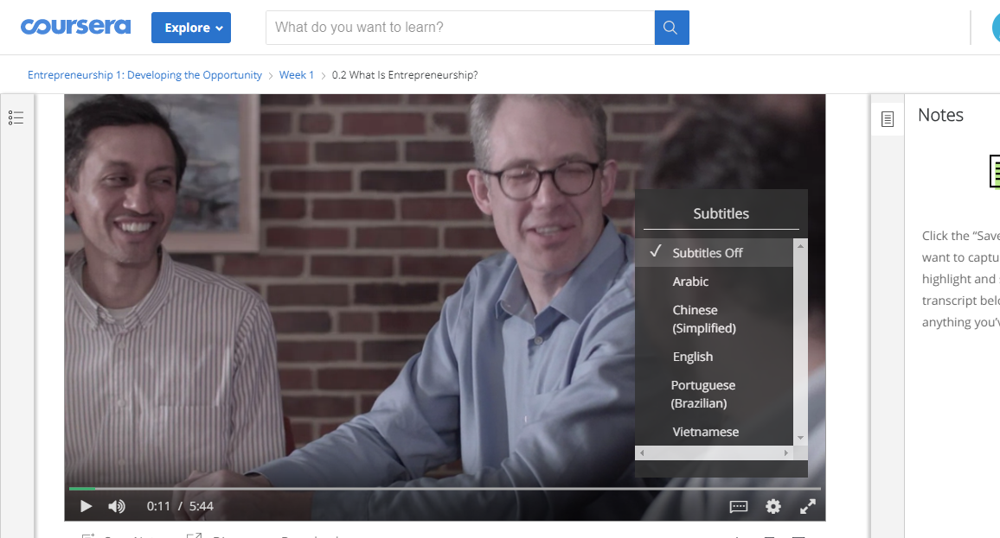 coursera
Explore
What do you want to learn?
Entrepreneurship 1: Developing the Opportunity > Week 1 > 0.2 What Is Entrepreneurship?
Notes
Subtitles
Subtitles Off
Arabic
Chinese
(Simplified)
English
Portuguese
(Brazilian)
Vietnamese
Click the “Save
want to captu
highlight and
transcript belo
anything you’v
0:11 / 5:44